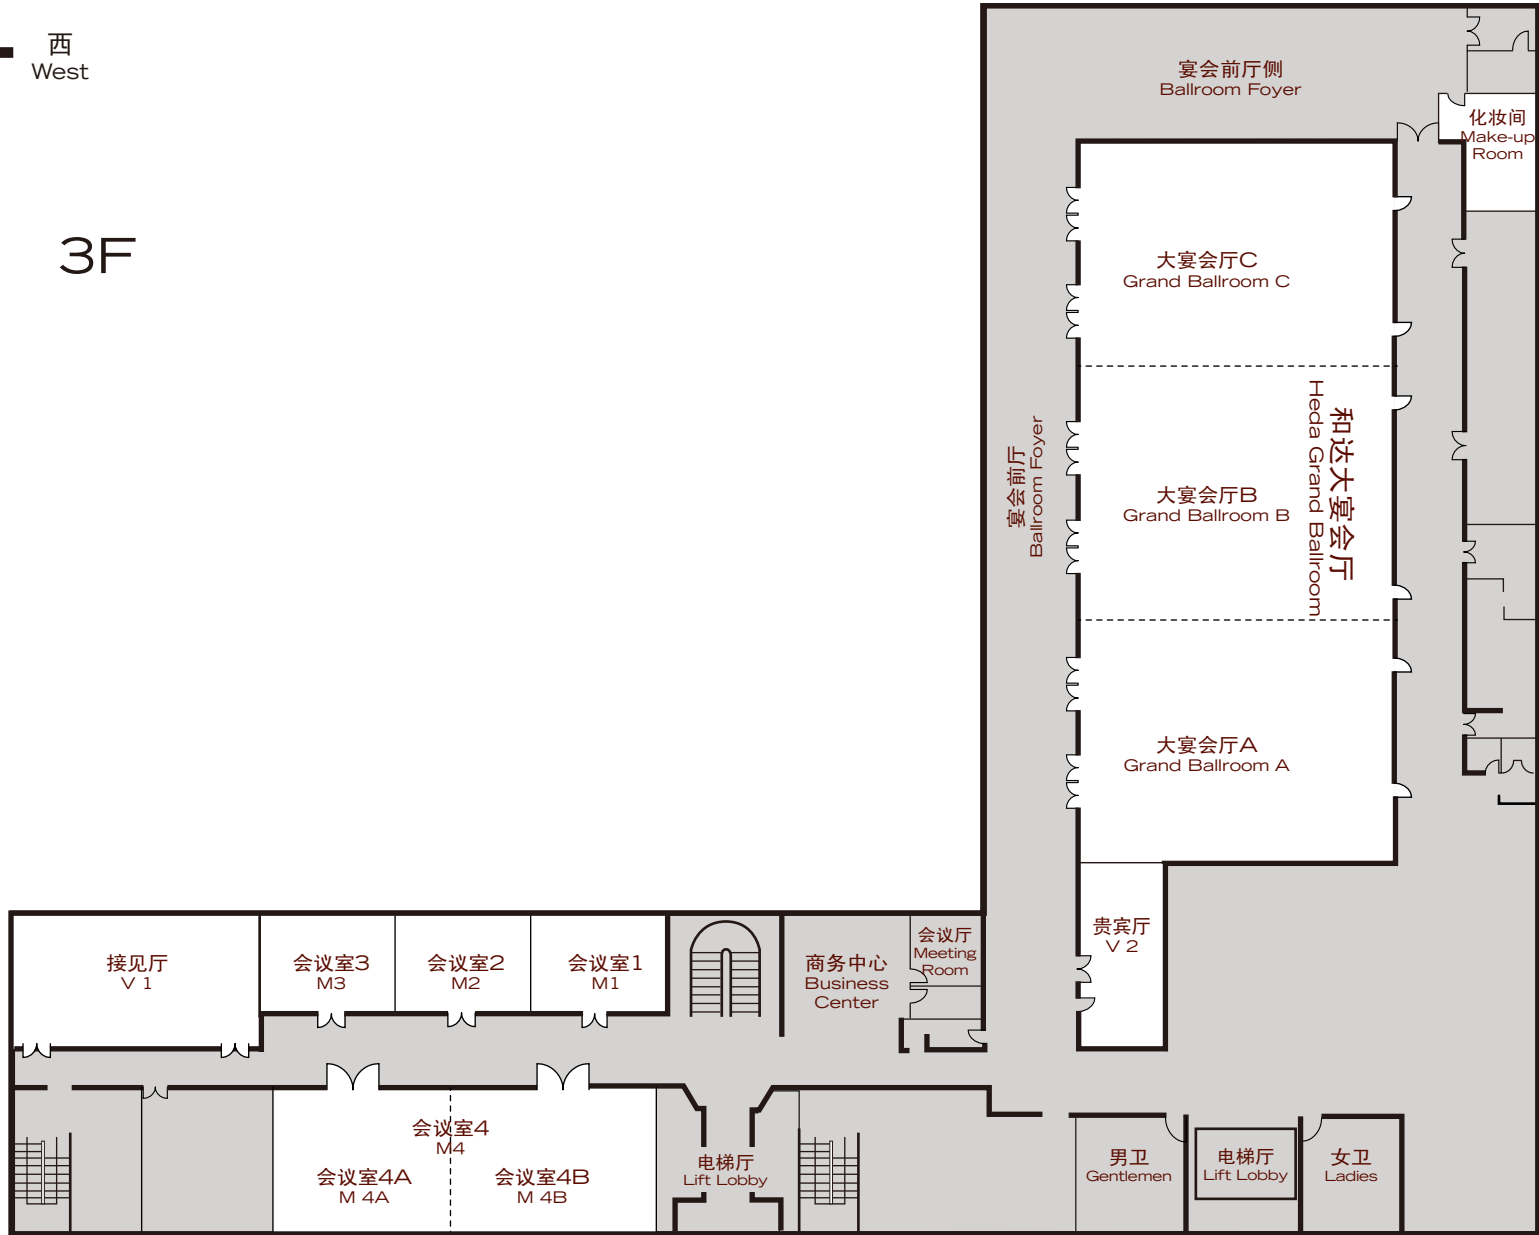 西
West
3F
宴会前厅侧
Ballroom Foyer
化妆间
Make-up
Room
大宴会厅C
Grand Ballroom C
宴会前厅
Ballroom Foyer
大宴会厅B
Grand Ballroom B
和达大宴会厅
Heda Grand Ballroom
大宴会厅A
Grand Ballroom A
贵宾厅
V 2
接见厅
V 1
会议室3
M3
会议室2
M2
会议室1
M1
商务中心
Business
Center
会议厅
Meeting
Room
会议室4
M4
会议室4A
M 4A
会议室4B
M 4B
电梯厅
Lift Lobby
男卫
Gentlemen
电梯厅
Lift Lobby
女卫
Ladies